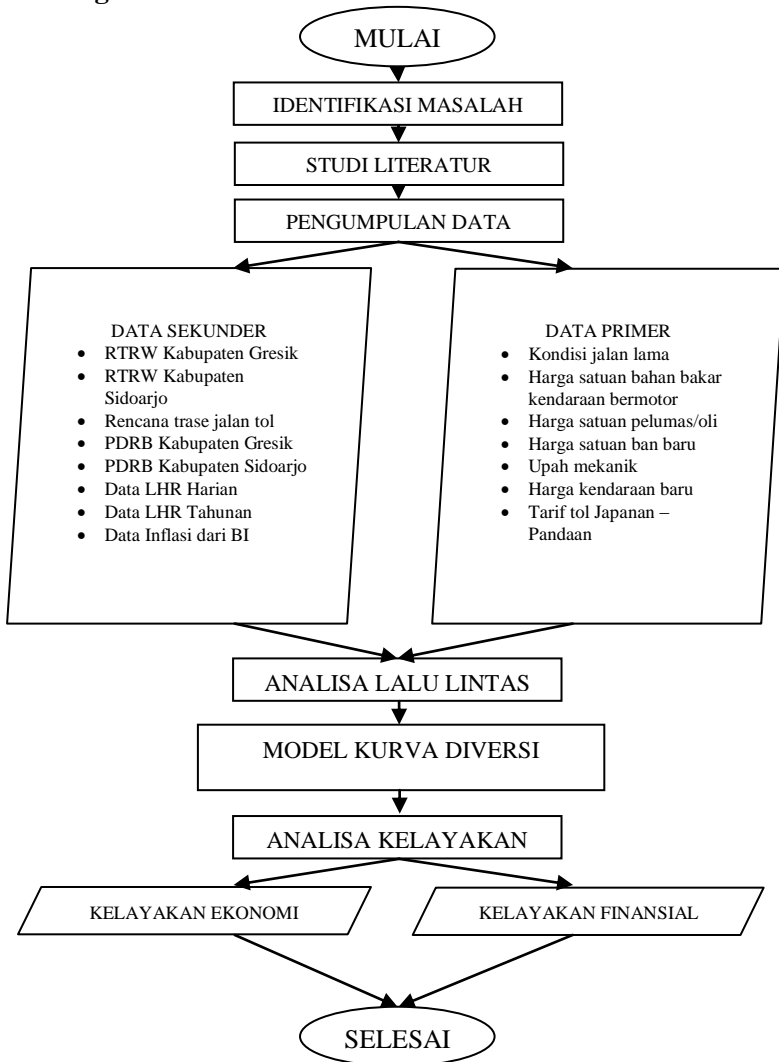 MULAI
IDENTIFIKASI MASALAH
STUDI LITERATUR
PENGUMPULAN DATA
DATA SEKUNDER
• RTRW Kabupaten Gresik
• RTRW Kabupaten
Sidoarjo
• Rencana trase jalan tol
• PDRB Kabupaten Gresik
• PDRB Kabupaten Sidoarjo
• Data LHR Harian
• Data LHR Tahunan
• Data Inflasi dari BI
DATA PRIMER
• Kondisi jalan lama
• Harga satuan bahan bakar
kendaraan bermotor
• Harga satuan pelumas/oli
• Harga satuan ban baru
• Upah mekanik
• Harga kendaraan baru
• Tarif tol Japanan –
Pandaan
ANALISA LALU LINTAS
MODEL KURVA DIVERSI
ANALISA KELAYAKAN
KELAYAKAN EKONOMI
KELAYAKAN FINANSIAL
SELESAI